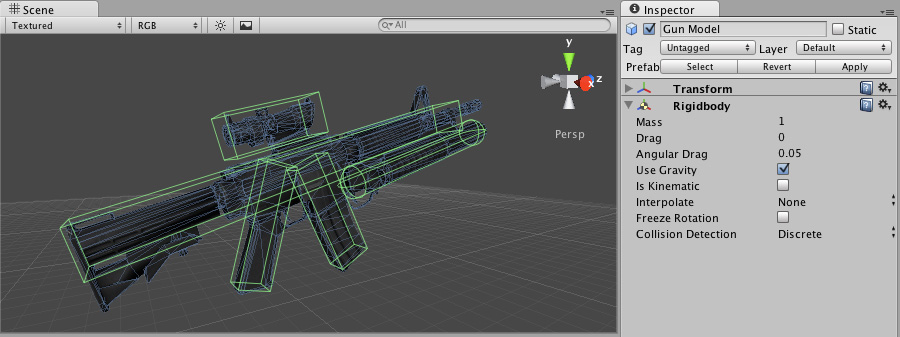 Scene
Textured RGB All
y
z
x
Persp
Inspector
Gun Model Static
Tag Untagged Layer Default
Prefab Select Revert Apply
Transform
Rigidbody
Mass 1
Drag 0
Angular Drag 0.05
Use Gravity
Is Kinematic
Interpolate None
Freeze Rotation
Collision Detection Discrete